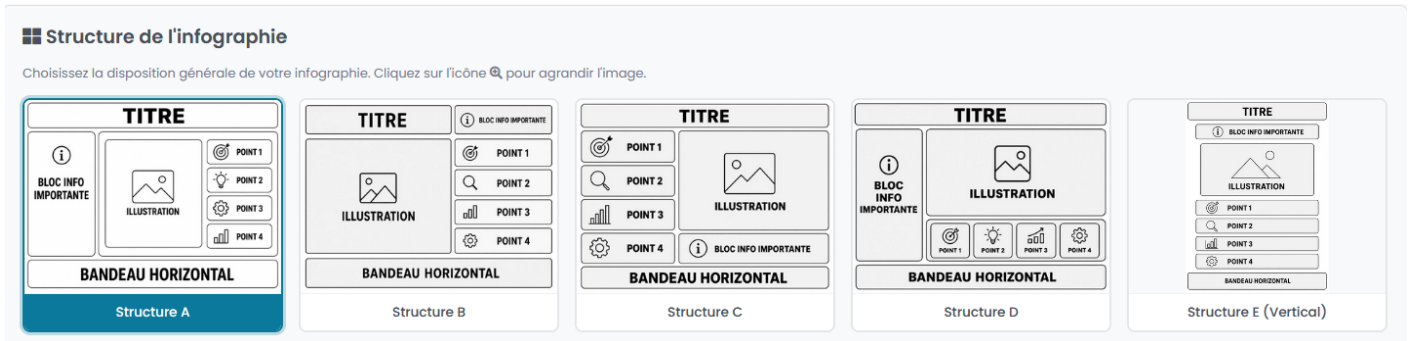 Structure de l'infographie
Choisissez la disposition générale de votre infographie. Cliquez sur l'icône pour agrandir l'image.
TITRE
BLOC INFO
IMPORTANTE
ILLUSTRATION
POINT 1
POINT 2
POINT 3
POINT 4
BANDEAU HORIZONTAL
Structure A
TITRE
BLOC INFO IMPORTANTE
ILLUSTRATION
POINT 1
POINT 2
POINT 3
POINT 4
BANDEAU HORIZONTAL
Structure B
TITRE
POINT 1
POINT 2
POINT 3
POINT 4
ILLUSTRATION
BLOC INFO IMPORTANTE
BANDEAU HORIZONTAL
Structure C
TITRE
BLOC
INFO
IMPORTANTE
ILLUSTRATION
POINT 1
POINT 2
POINT 3
POINT 4
BANDEAU HORIZONTAL
Structure D
TITRE
BLOC INFO IMPORTANTE
ILLUSTRATION
POINT 1
POINT 2
POINT 3
POINT 4
BANDEAU HORIZONTAL
Structure E (Vertical)